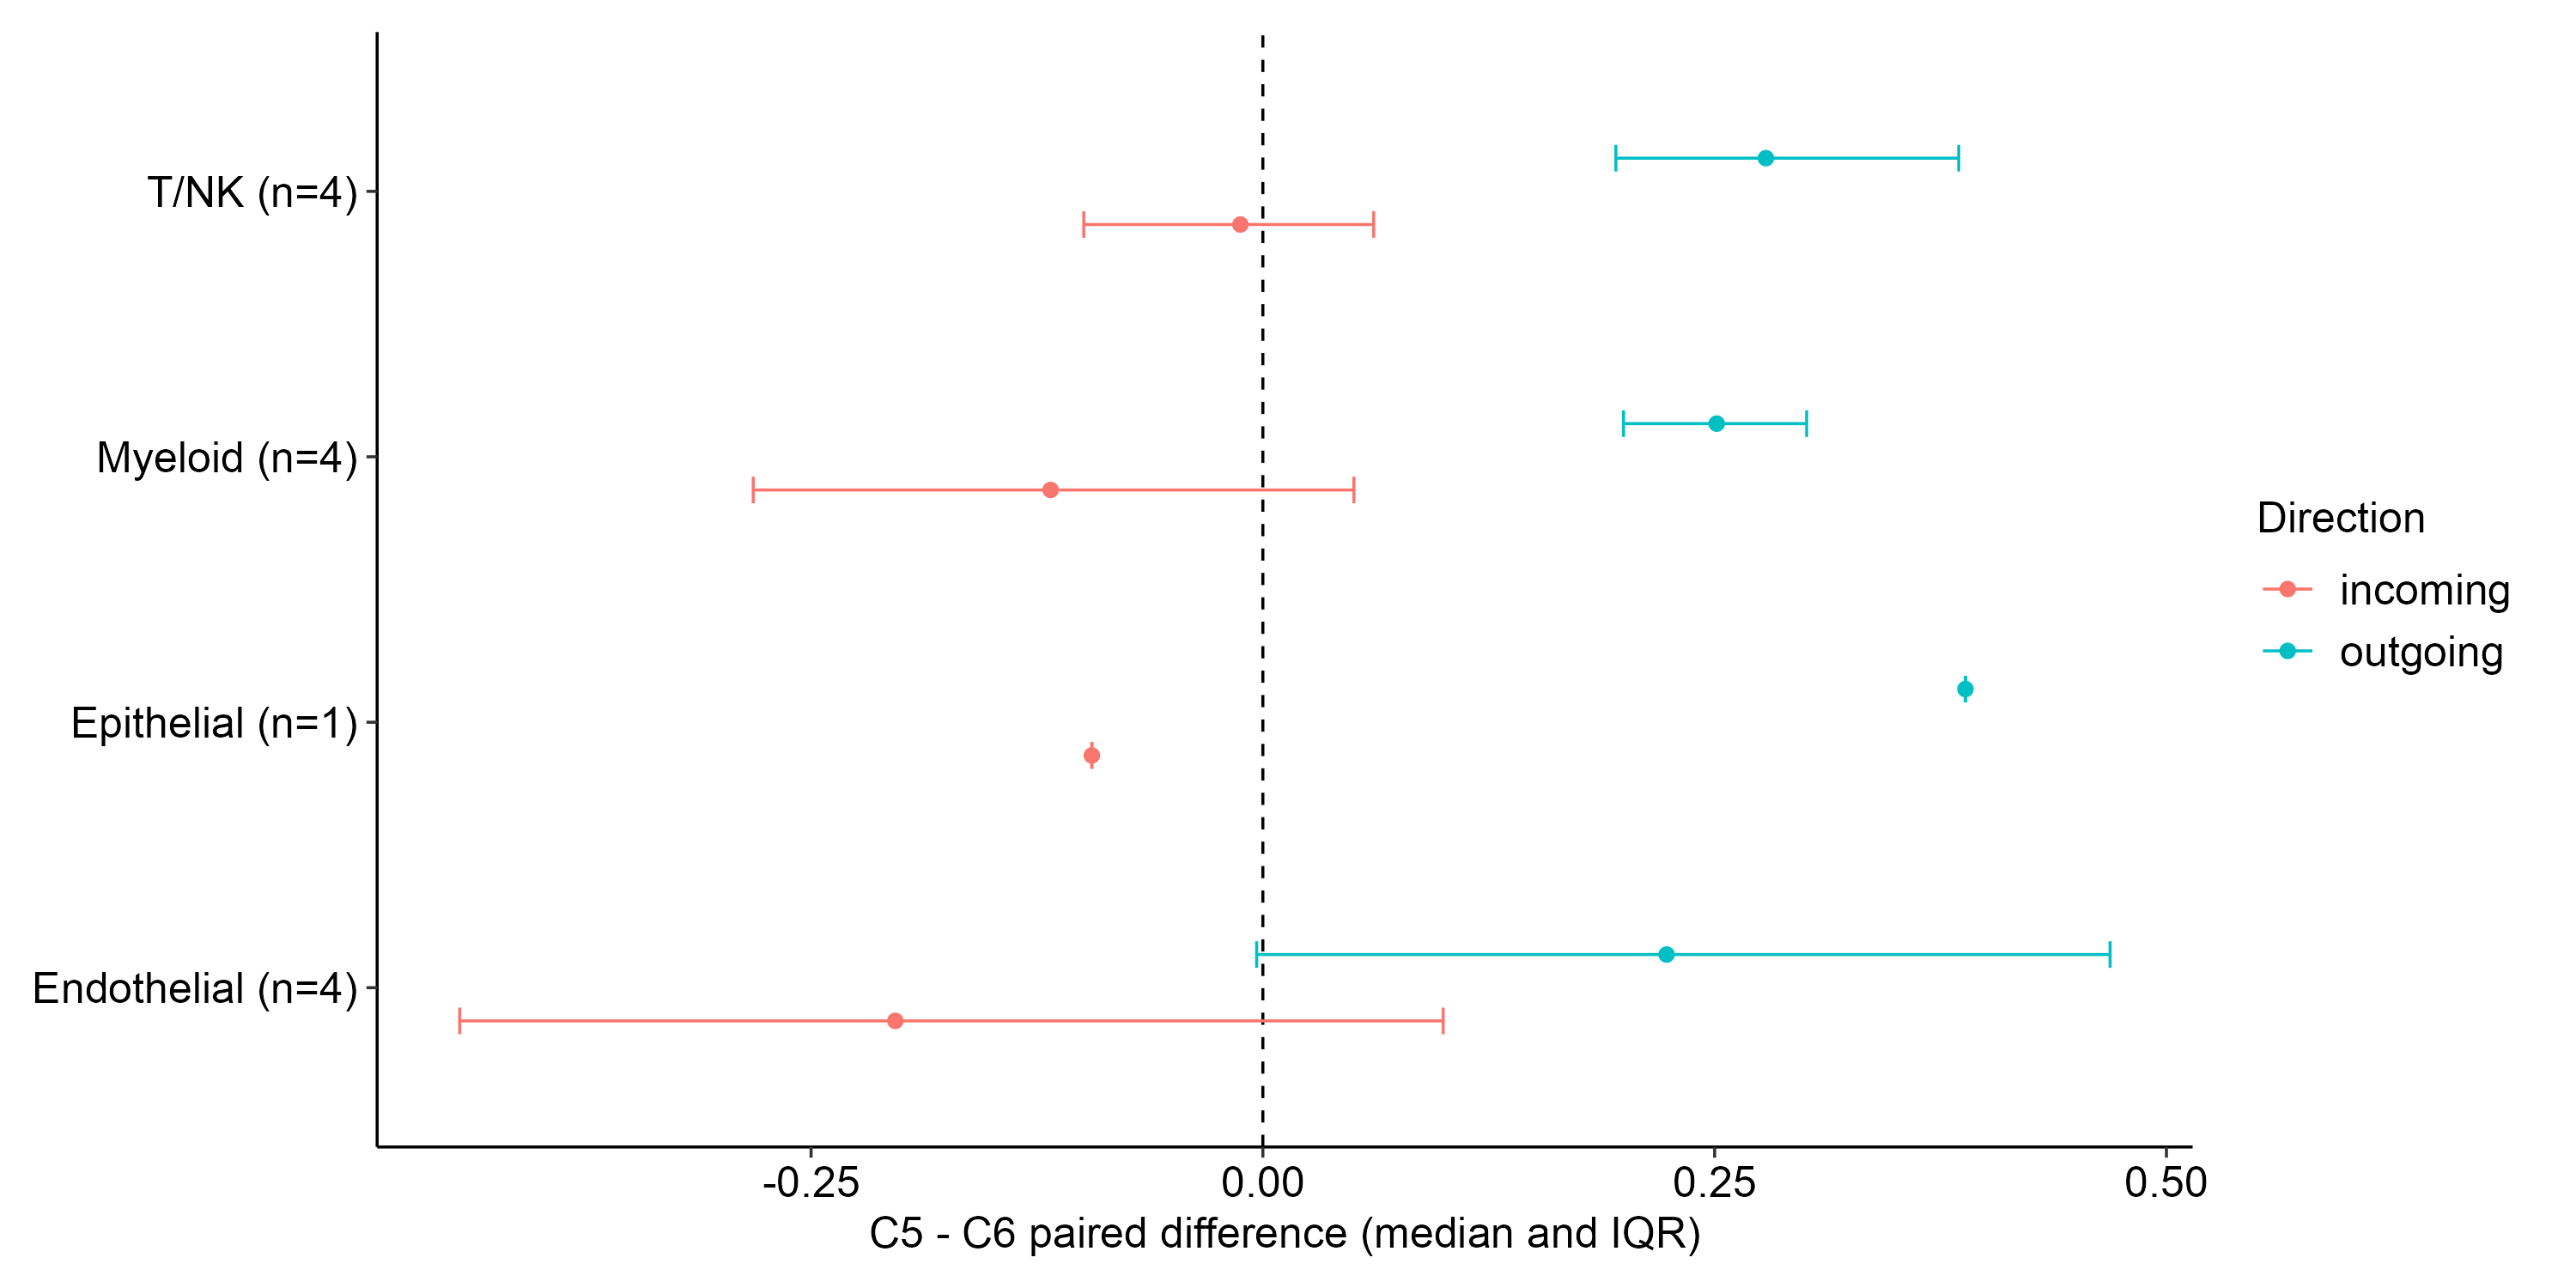 T/NK (n=4)
Myeloid (n=4)
Epithelial (n=1)
Endothelial (n=4)
-0.25
0.00
0.25
0.50
C5 - C6 paired difference (median and IQR)
Direction
incoming
outgoing